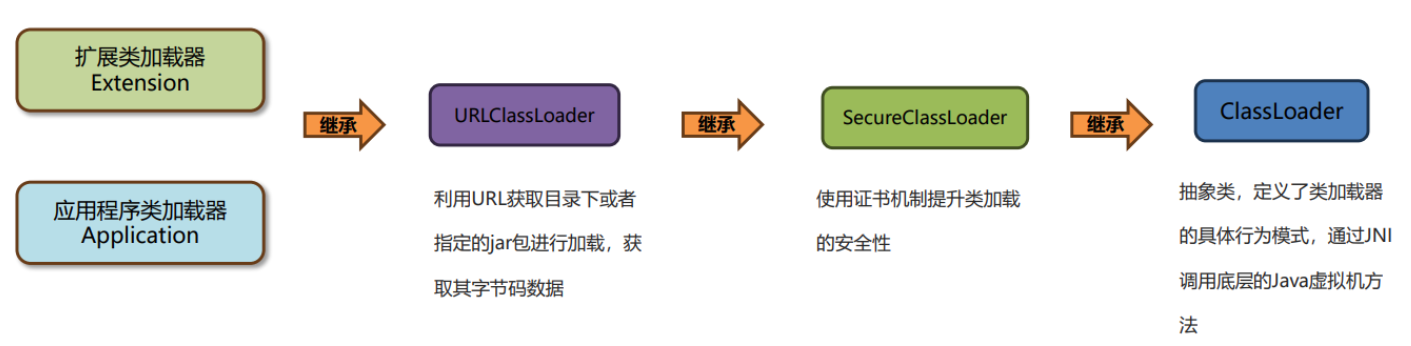 扩展类加载器
Extension
应用程序类加载器
Application
继承
URLClassLoader
利用URL获取目录下或者
指定的jar包进行加载，获
取其字节码数据
继承
SecureClassLoader
使用证书机制提升类加载
的安全性
继承
ClassLoader
抽象类，定义了类加载器
的具体行为模式，通过JNI
调用底层的Java虚拟机方
法